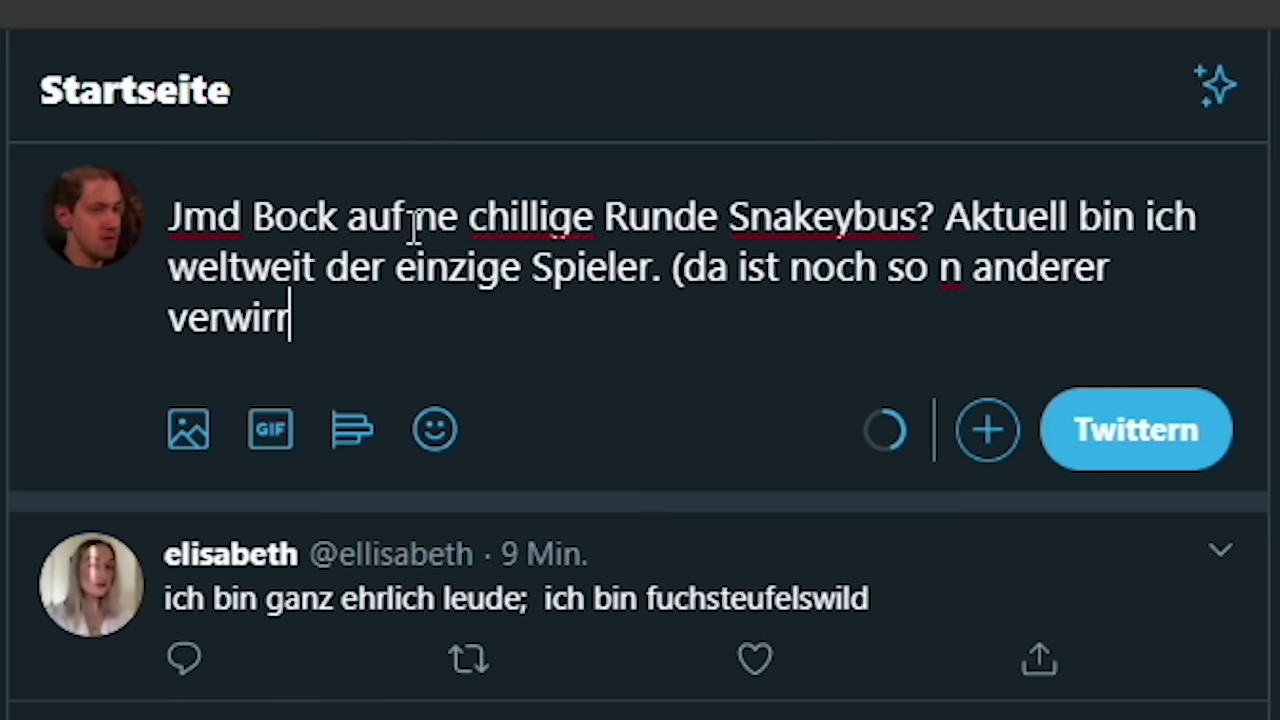 Startseite
Jmd Bock auf ne chillige Runde Snakeybus? Aktuell bin ich
weltweit der einzige Spieler. (da ist noch so n anderer
verwirr
GIF
Twittern
elisabeth @ellisabeth · 9 Min.
ich bin ganz ehrlich leude; ich bin fuchsteufelswild